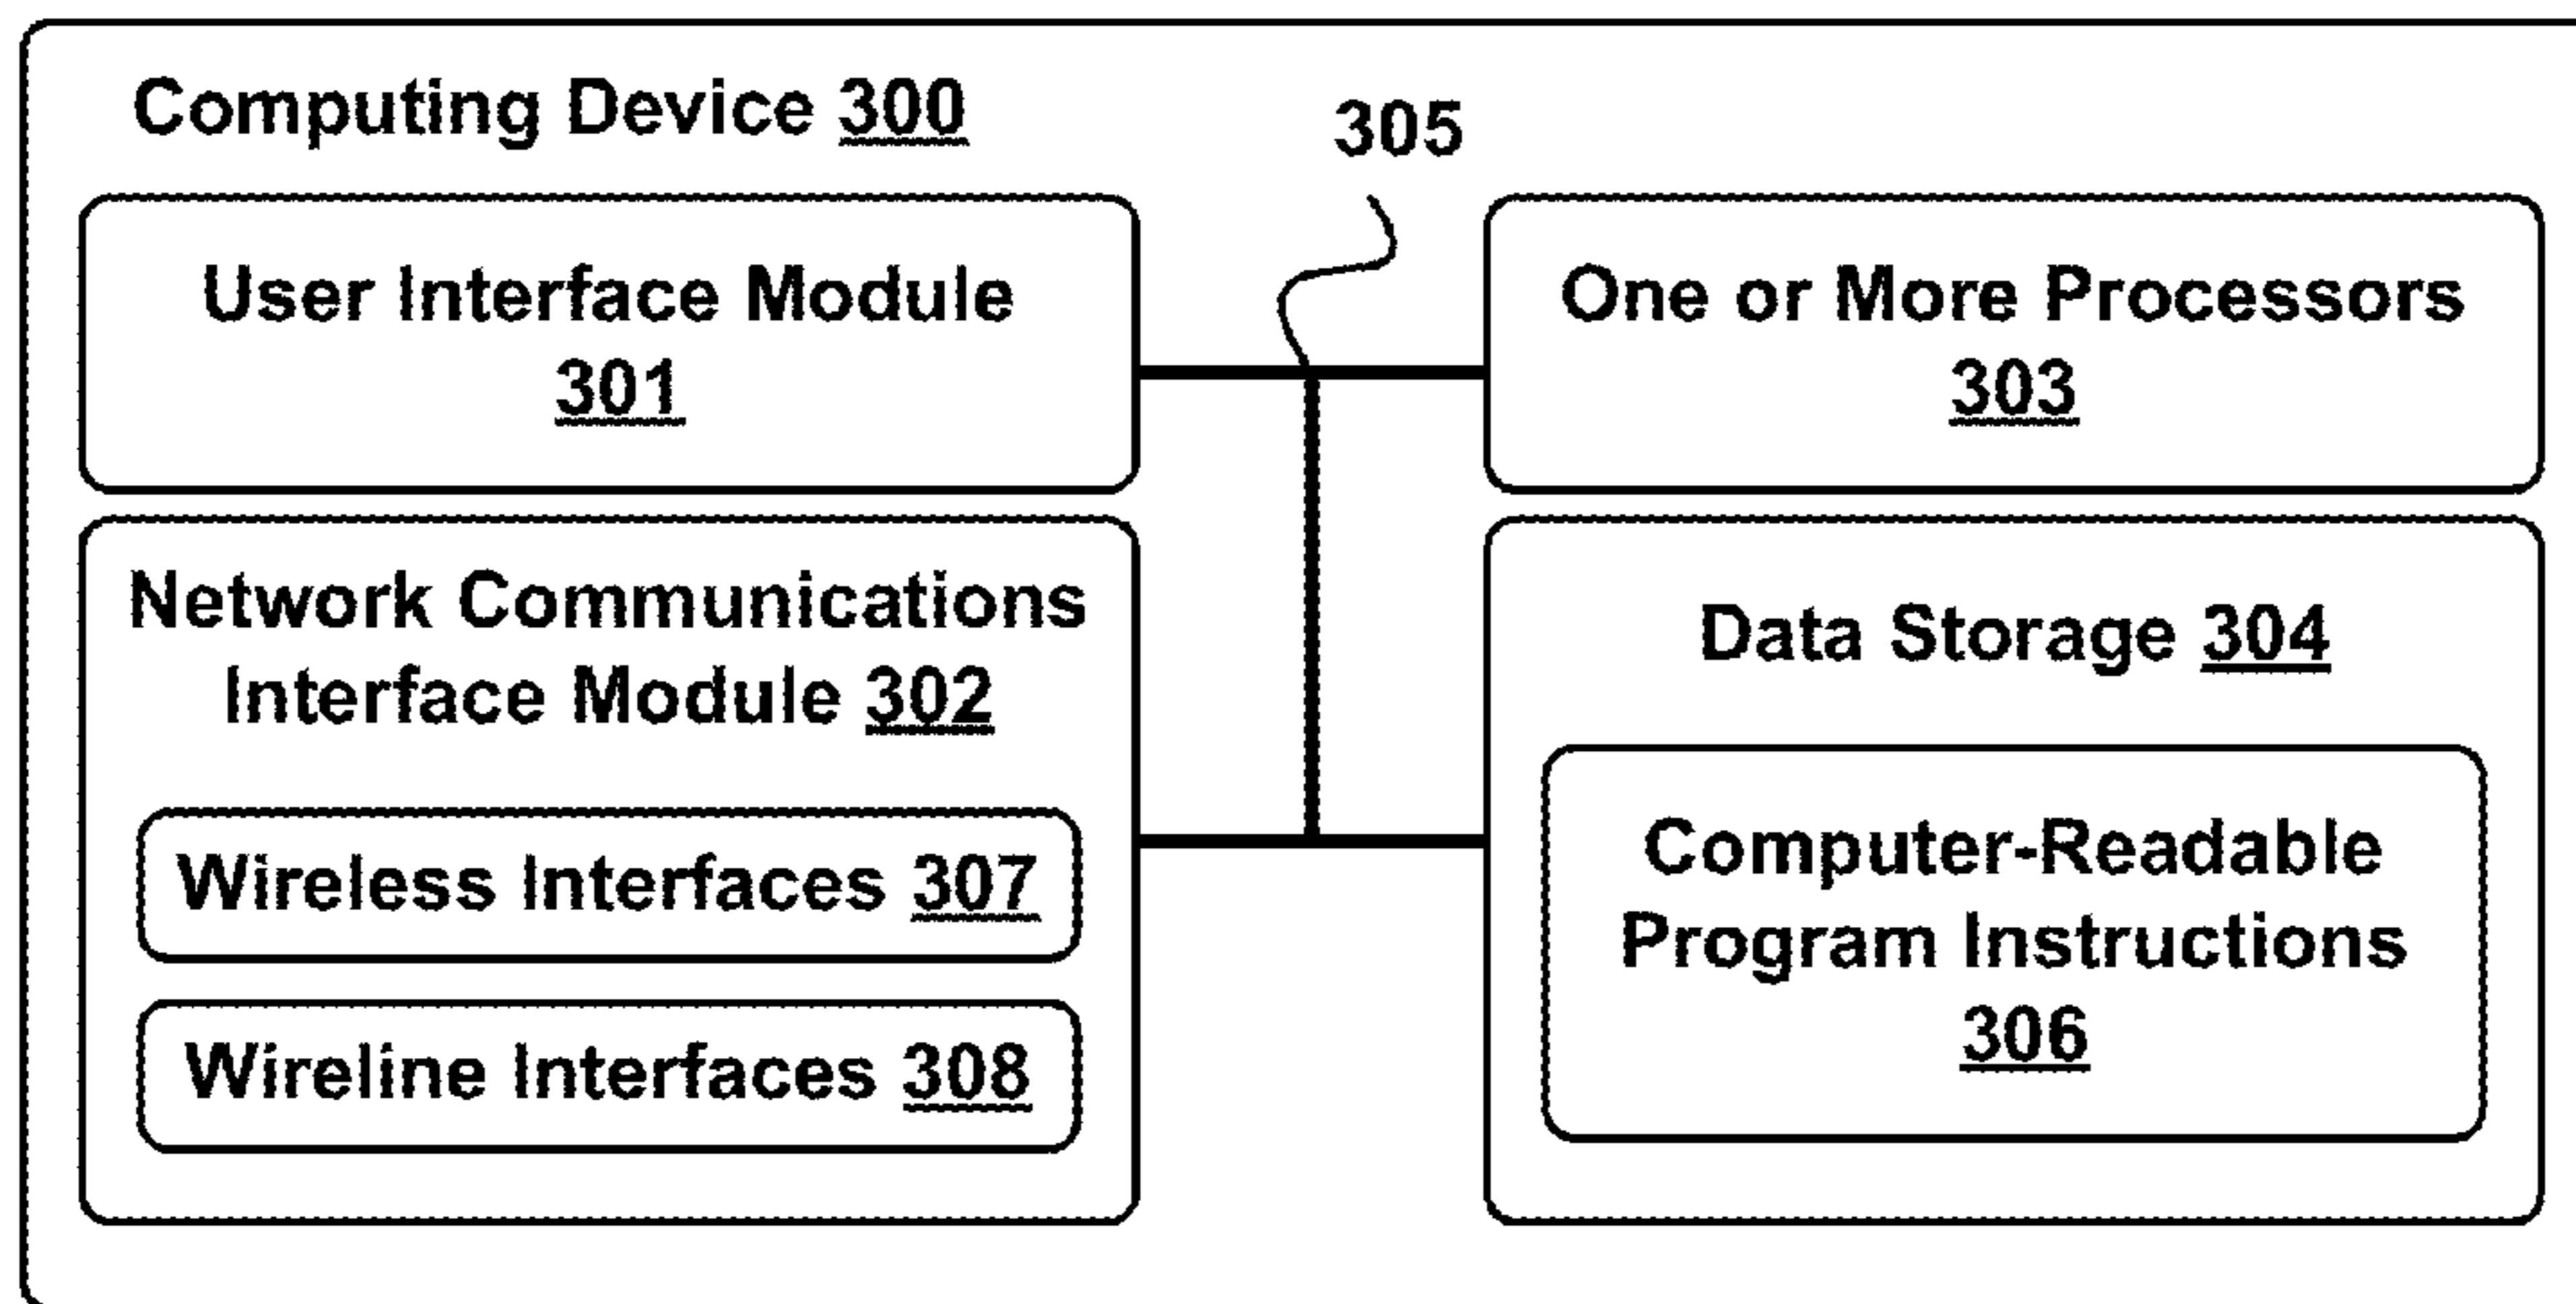 Computing Device 300
305
User Interface Module
301
One or More Processors
303
Network Communications
Interface Module 302
Wireless Interfaces 307
Wireline Interfaces 308
Data Storage 304
Computer-Readable
Program Instructions
306